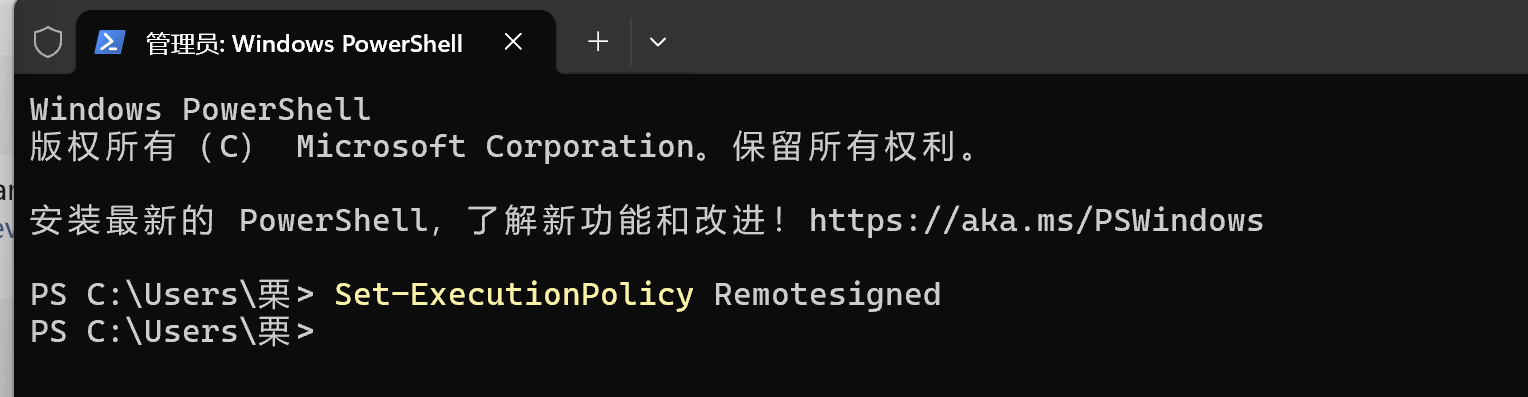 管理员: Windows PowerShell
Windows PowerShell
版权所有（C） Microsoft Corporation。保留所有权利。
安装最新的 PowerShell，了解新功能和改进！https://aka.ms/PSWindows
PS C:\Users\栗> Set-ExecutionPolicy Remotesigned
PS C:\Users\栗>